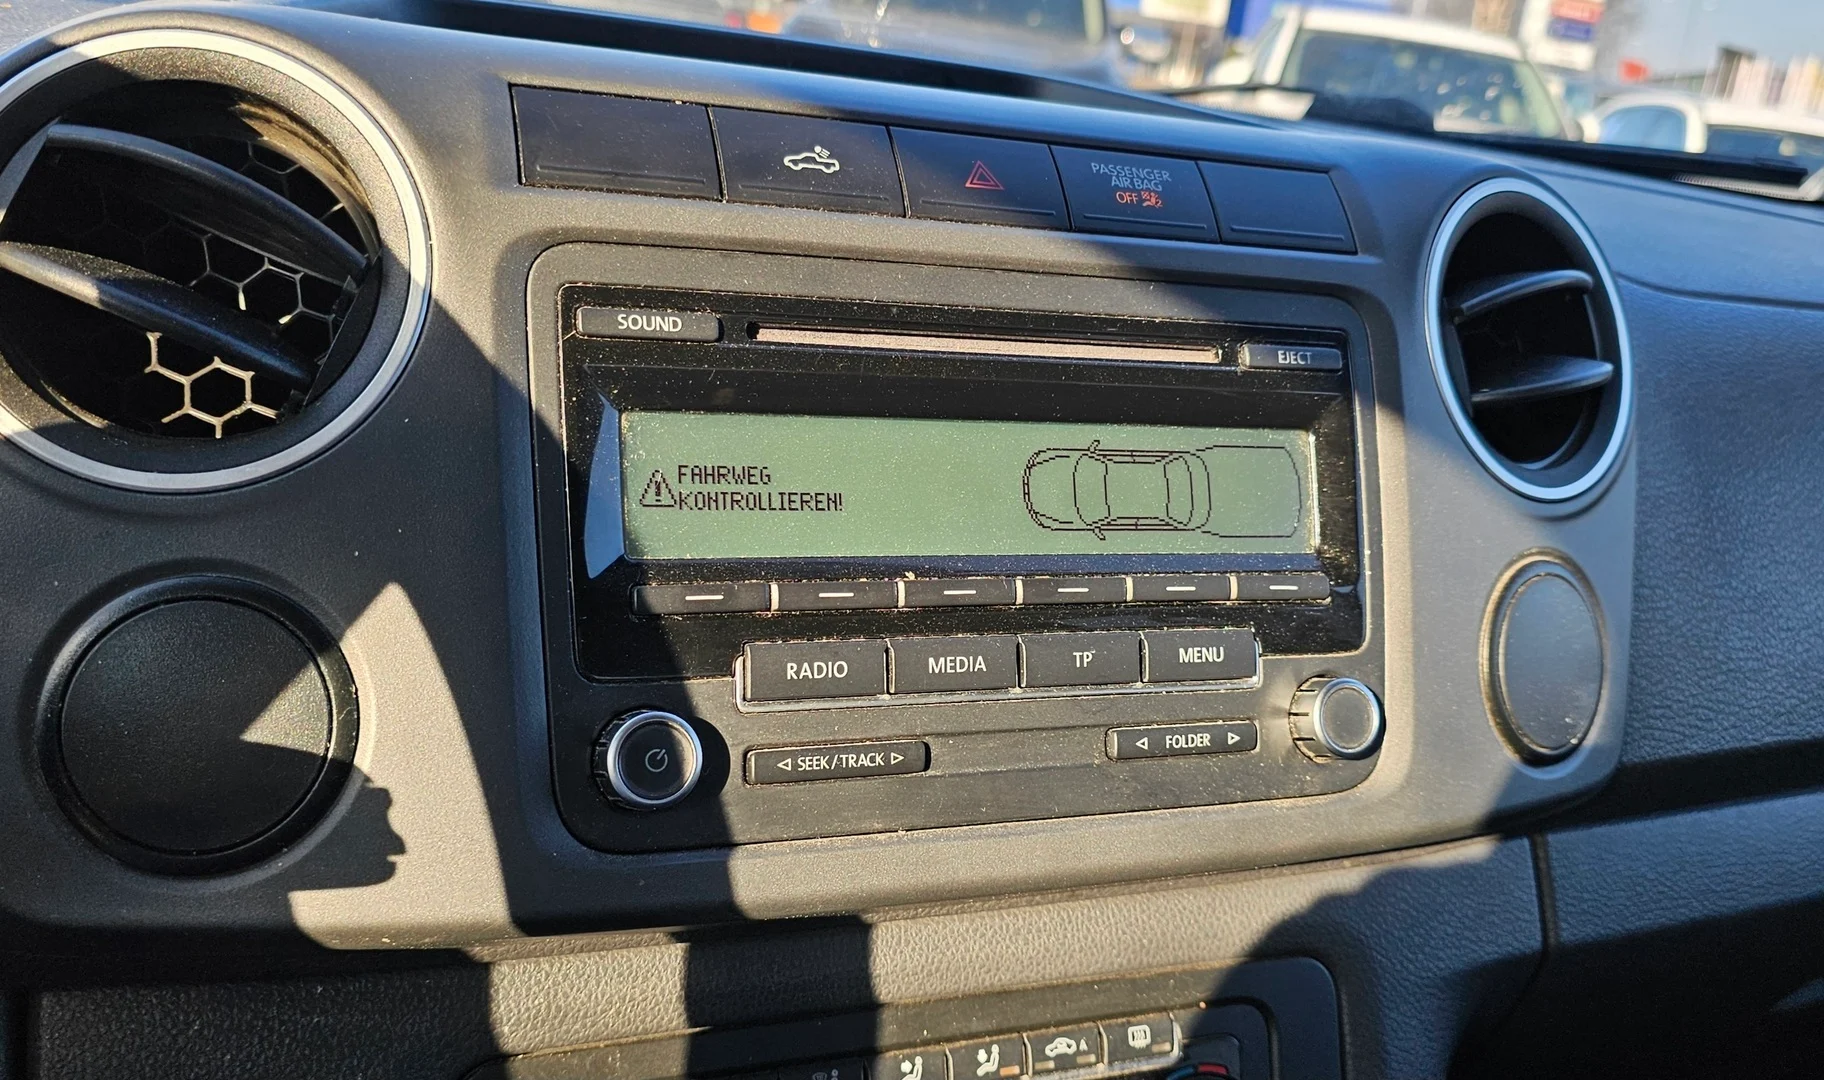 PASSENGER
AIR BAG
OFF
SOUND
EJECT
FAHRWEG
KONTROLLIEREN!
RADIO
MEDIA
TP
MENU
SEEK/TRACK
FOLDER
A